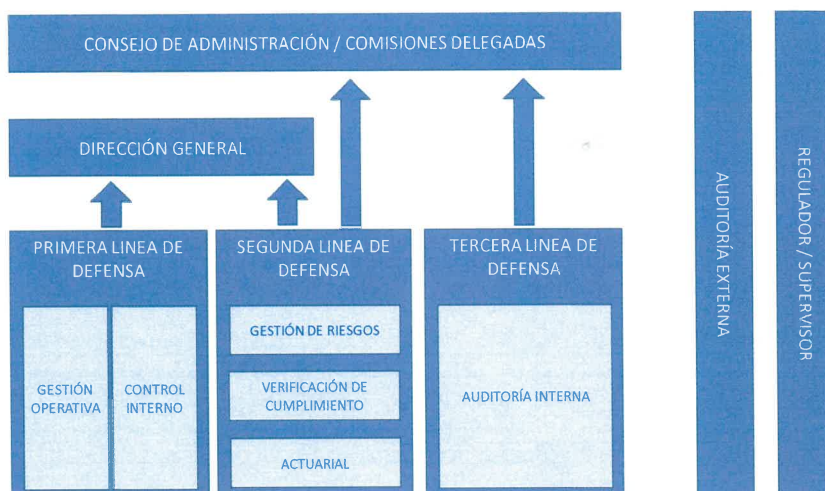 CONSEJO DE ADMINISTRACIÓN / COMISIONES DELEGADAS
DIRECCIÓN GENERAL
PRIMERA LINEA DE
DEFENSA
GESTIÓN
OPERATIVA
CONTROL
INTERNO
SEGUNDA LINEA DE
DEFENSA
GESTIÓN DE RIESGOS
VERIFICACIÓN DE
CUMPLIMIENTO
ACTUARIAL
TERCERA LINEA DE
DEFENSA
AUDITORÍA INTERNA
AUDITORÍA EXTERNA
REGULADOR / SUPERVISOR